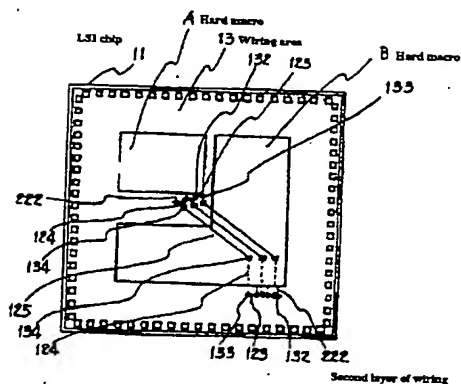 A Hard macro
LSI chip
13 Wiring area
11
132
123
B Hard macro
133
222
124
134
125
134
124
133 123 132 222
Second layer of wiring